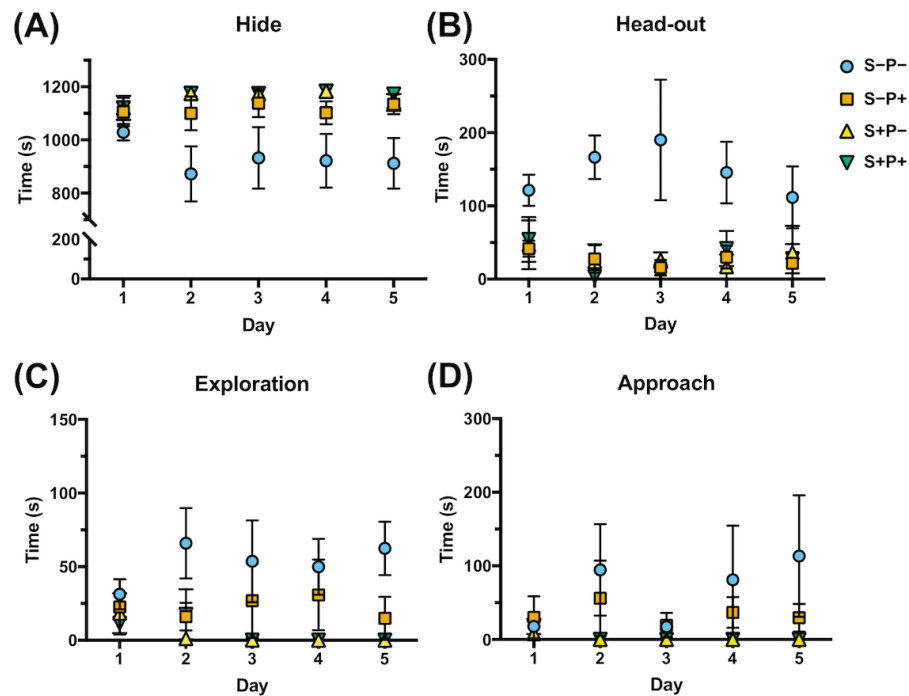 (A)
Hide
Time (s)
1200
1000
800
200
0
1 2 3 4 5
Day
(B)
Head-out
Time (s)
300
200
100
0
1 2 3 4 5
Day
S−P−
S−P+
S+P−
S+P+
(C)
Exploration
Time (s)
150
100
50
0
1 2 3 4 5
Day
(D)
Approach
Time (s)
300
200
100
0
1 2 3 4 5
Day